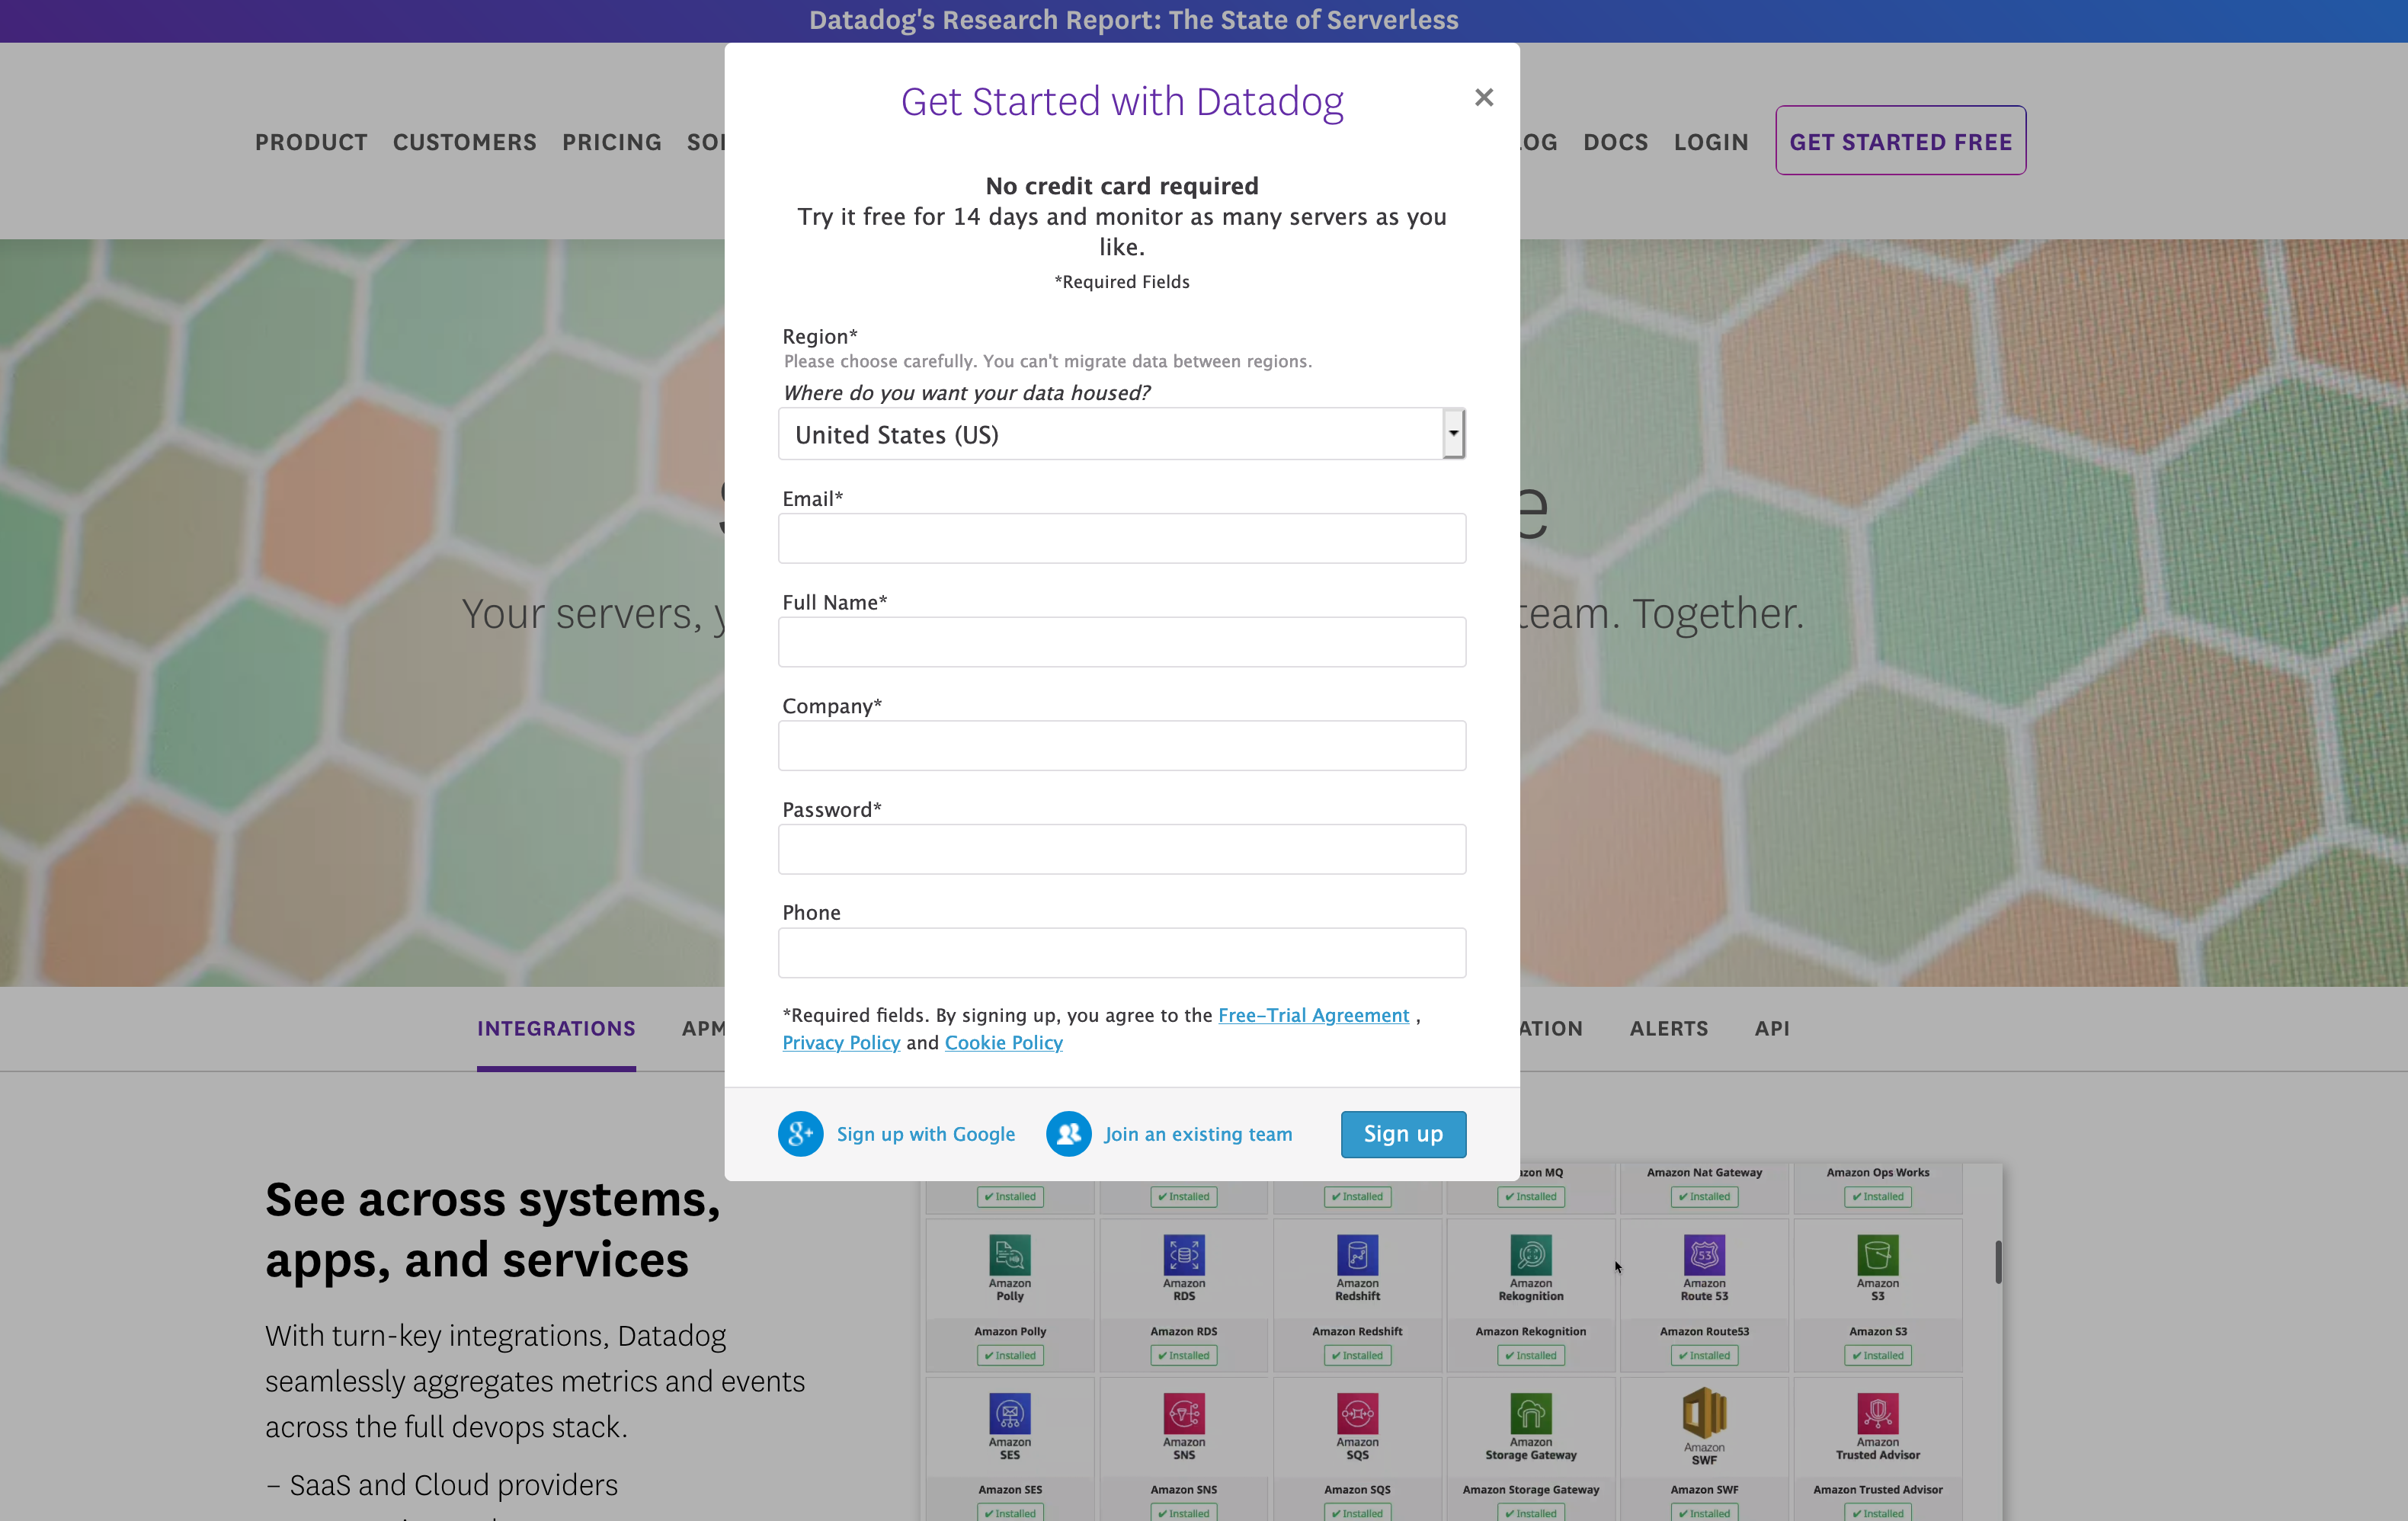 Datadog's Research Report: The State of Serverless
PRODUCT CUSTOMERS PRICING
DOCS LOGIN GET STARTED FREE
Get Started with Datadog
×
No credit card required
Try it free for 14 days and monitor as many servers as you
like.
*Required Fields
Region*
Please choose carefully. You can't migrate data between regions.
Where do you want your data housed?
United States (US)
Email*
Full Name*
Company*
Password*
Phone
*Required fields. By signing up, you agree to the Free-Trial Agreement ,
Privacy Policy and Cookie Policy
g+ Sign up with Google Join an existing team Sign up
Your servers,
team. Together.
INTEGRATIONS APM
ALERTS API
See across systems,
apps, and services
With turn-key integrations, Datadog
seamlessly aggregates metrics and events
across the full devops stack.
– SaaS and Cloud providers
MQ Amazon Nat Gateway Amazon Ops Works
✔ Installed ✔ Installed ✔ Installed ✔ Installed ✔ Installed ✔ Installed
53
Amazon Amazon Amazon Amazon Amazon Amazon
Polly RDS Redshift Rekognition Route 53 S3
Amazon Polly Amazon RDS Amazon Redshift Amazon Rekognition Amazon Route53 Amazon S3
✔ Installed ✔ Installed ✔ Installed ✔ Installed ✔ Installed ✔ Installed
Amazon Amazon Amazon Amazon Amazon Amazon
SES SNS SQS Storage Gateway SWF Trusted Advisor
Amazon SES Amazon SNS Amazon SQS Amazon Storage Gateway Amazon SWF Amazon Trusted Advisor
✔ Installed ✔ Installed ✔ Installed ✔ Installed ✔ Installed ✔ Installed